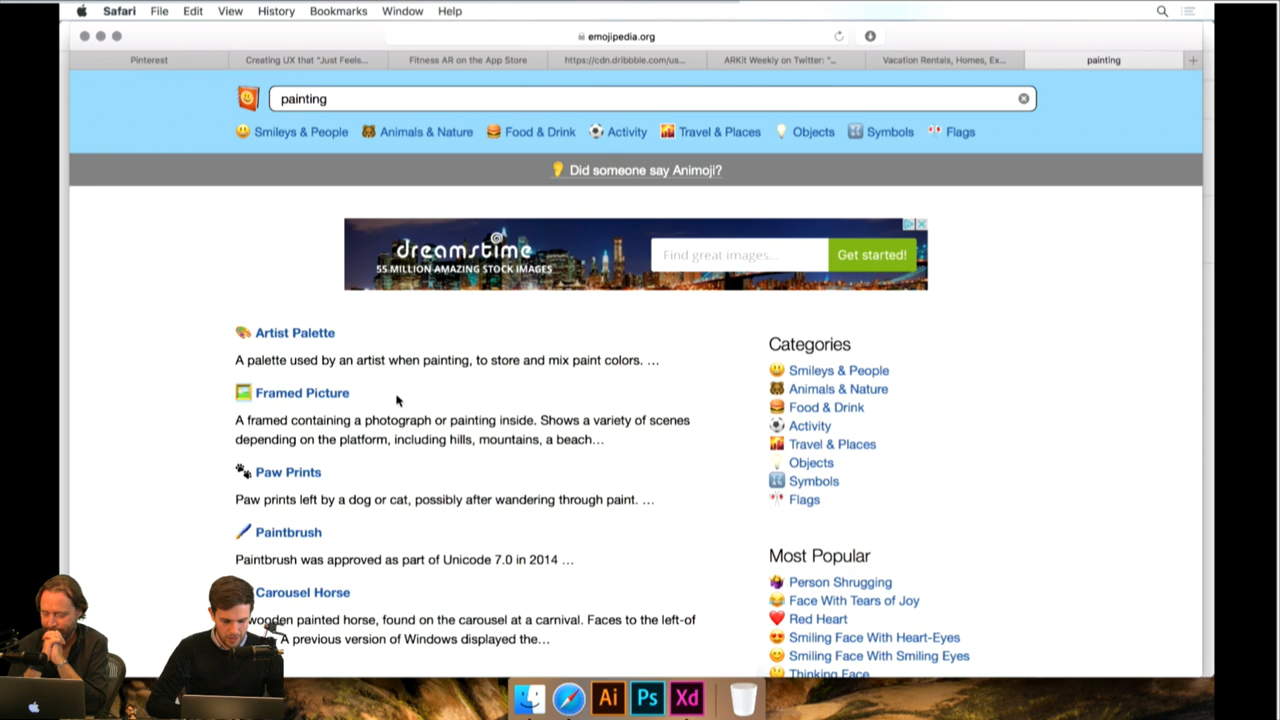 Safari File Edit View History Bookmarks Window Help
emojipedia.org
Pinterest Creating UX that "Just Feels... Fitness AR on the App Store https://cdn.dribbble.com/us... ARKit Weekly on Twitter: "... Vacation Rentals, Homes, Ex... painting
painting
Smileys & People Animals & Nature Food & Drink Activity Travel & Places Objects Symbols Flags
Did someone say Animoji?
dreamstime
55 MILLION AMAZING STOCK IMAGES
Find great images...
Get started!
Artist Palette
A palette used by an artist when painting, to store and mix paint colors. …
Framed Picture
A framed containing a photograph or painting inside. Shows a variety of scenes
depending on the platform, including hills, mountains, a beach…
Paw Prints
Paw prints left by a dog or cat, possibly after wandering through paint. …
Paintbrush
Paintbrush was approved as part of Unicode 7.0 in 2014 …
Carousel Horse
wooden painted horse, found on the carousel at a carnival. Faces to the left-of
A previous version of Windows displayed the…
Categories
Smileys & People
Animals & Nature
Food & Drink
Activity
Travel & Places
Objects
Symbols
Flags
Most Popular
Person Shrugging
Face With Tears of Joy
Red Heart
Smiling Face With Heart-Eyes
Smiling Face With Smiling Eyes
Thinking Face
Ai Ps Xd